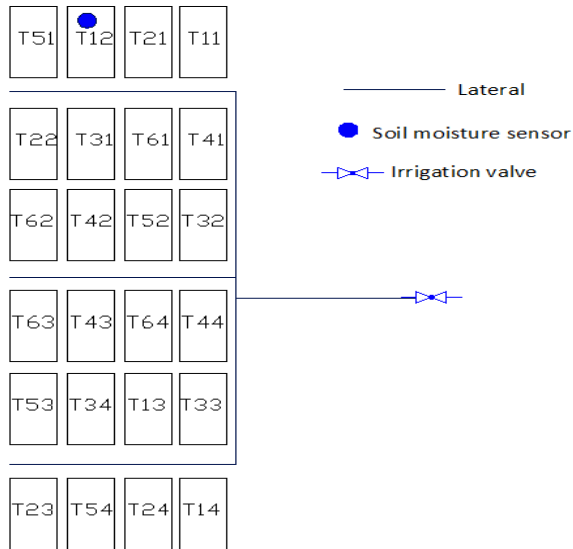 T51 T12 T21 T11
Lateral
Soil moisture sensor
T22 T31 T61 T41
Irrigation valve
T62 T42 T52 T32
T63 T43 T64 T44
T53 T34 T13 T33
T23 T54 T24 T14